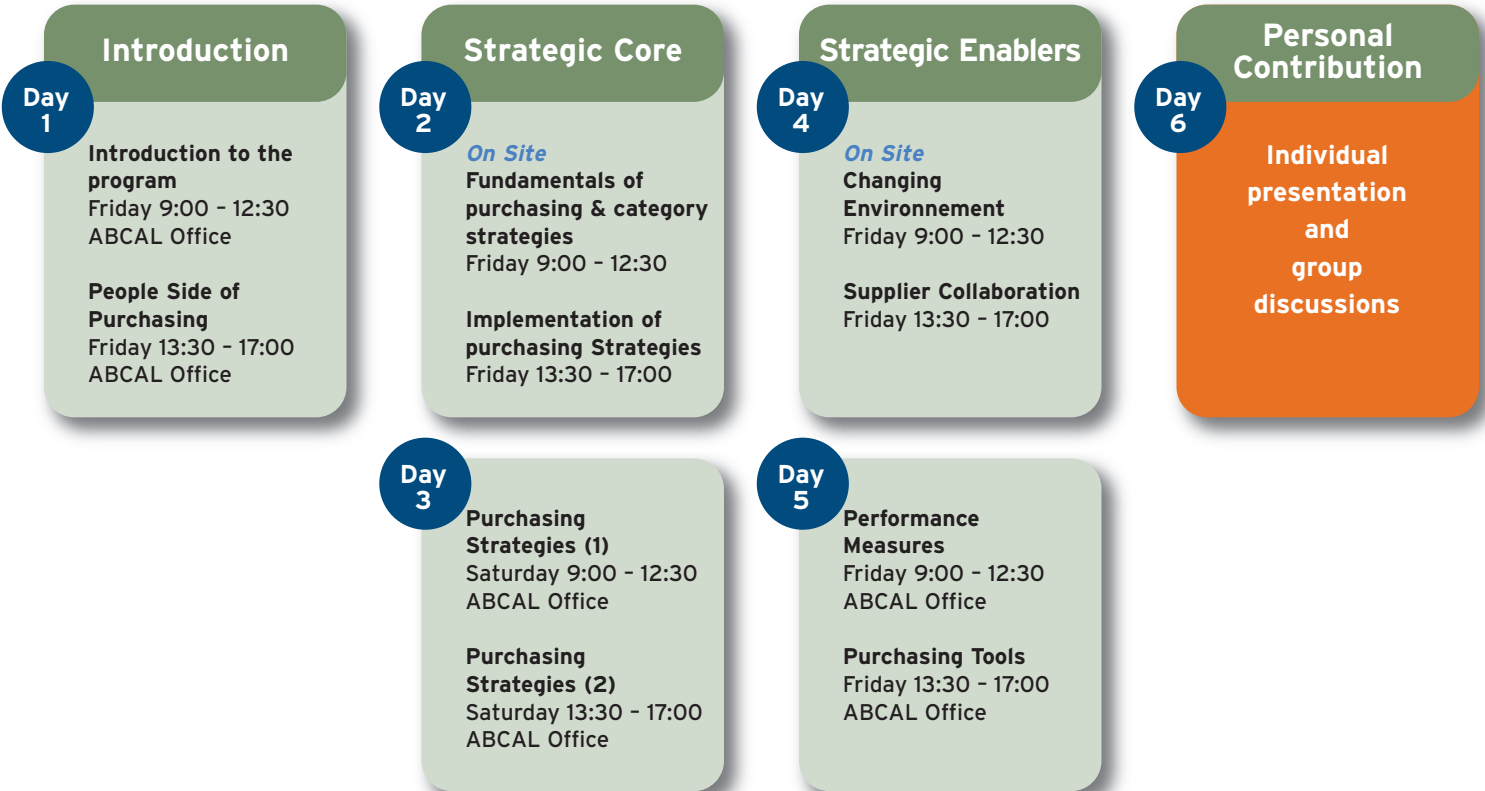 Introduction
Day
1
Introduction to the
program
Friday 9:00 – 12:30
ABCAL Office
People Side of
Purchasing
Friday 13:30 – 17:00
ABCAL Office
Strategic Core
Day
2
On Site
Fundamentals of
purchasing & category
strategies
Friday 9:00 – 12:30
Implementation of
purchasing Strategies
Friday 13:30 – 17:00
Day
3
Purchasing
Strategies (1)
Saturday 9:00 – 12:30
ABCAL Office
Purchasing
Strategies (2)
Saturday 13:30 – 17:00
ABCAL Office
Strategic Enablers
Day
4
On Site
Changing
Environnement
Friday 9:00 – 12:30
Supplier Collaboration
Friday 13:30 – 17:00
Day
5
Performance
Measures
Friday 9:00 – 12:30
ABCAL Office
Purchasing Tools
Friday 13:30 – 17:00
ABCAL Office
Personal
Contribution
Day
6
Individual
presentation
and
group
discussions